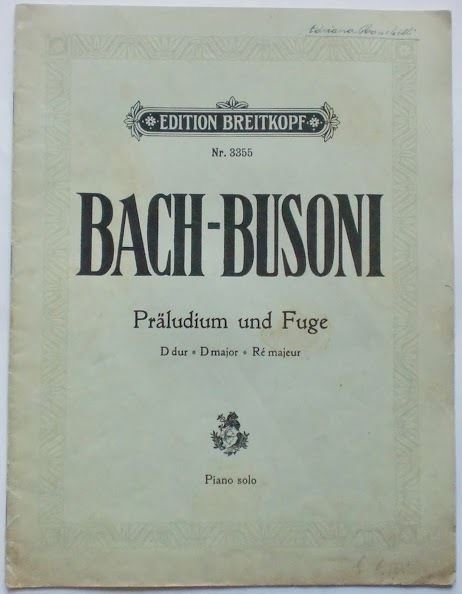 EDITION BREITKOPF
Nr. 3355
BACH-BUSONI
Präludium und Fuge
D dur * D major * Ré majeur
Piano solo